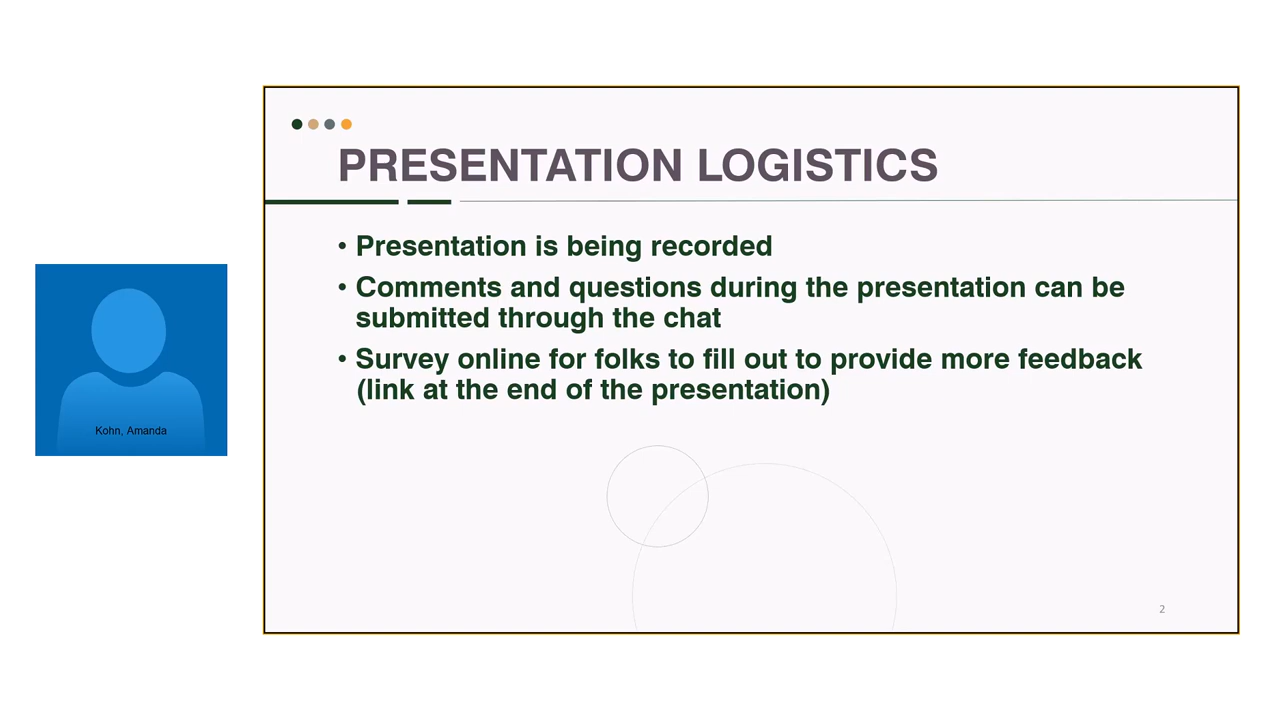 PRESENTATION LOGISTICS
• Presentation is being recorded
• Comments and questions during the presentation can be
submitted through the chat
• Survey online for folks to fill out to provide more feedback
(link at the end of the presentation)
Kohn, Amanda
2